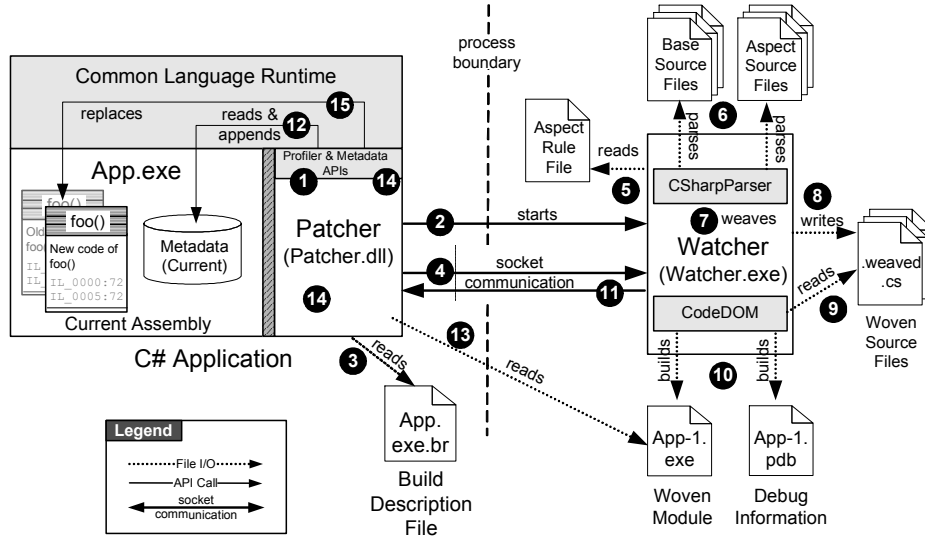 process
boundary
Common Language Runtime
replaces
15
reads &
appends
12
Profiler & Metadata
APIs
1
14
App.exe
foo()
Old
foo
foo()
New code of
foo()
IL_0000:72
IL_0005:72
Metadata
(Current)
Current Assembly
Patcher
(Patcher.dll)
14
C# Application
2
starts
4
socket
communication
11
13
reads
3
reads
App.
exe.br
Build
Description
File
Base
Source
Files
Aspect
Source
Files
6
parses
parses
Aspect
Rule
File
reads
5
CSharpParser
7
weaves
Watcher
(Watcher.exe)
CodeDOM
8
writes
reads
9
.weaved
.cs
Woven
Source
Files
builds
10
builds
App-1.
exe
Woven
Module
App-1.
pdb
Debug
Information
Legend
File I/O
API Call
socket
communication